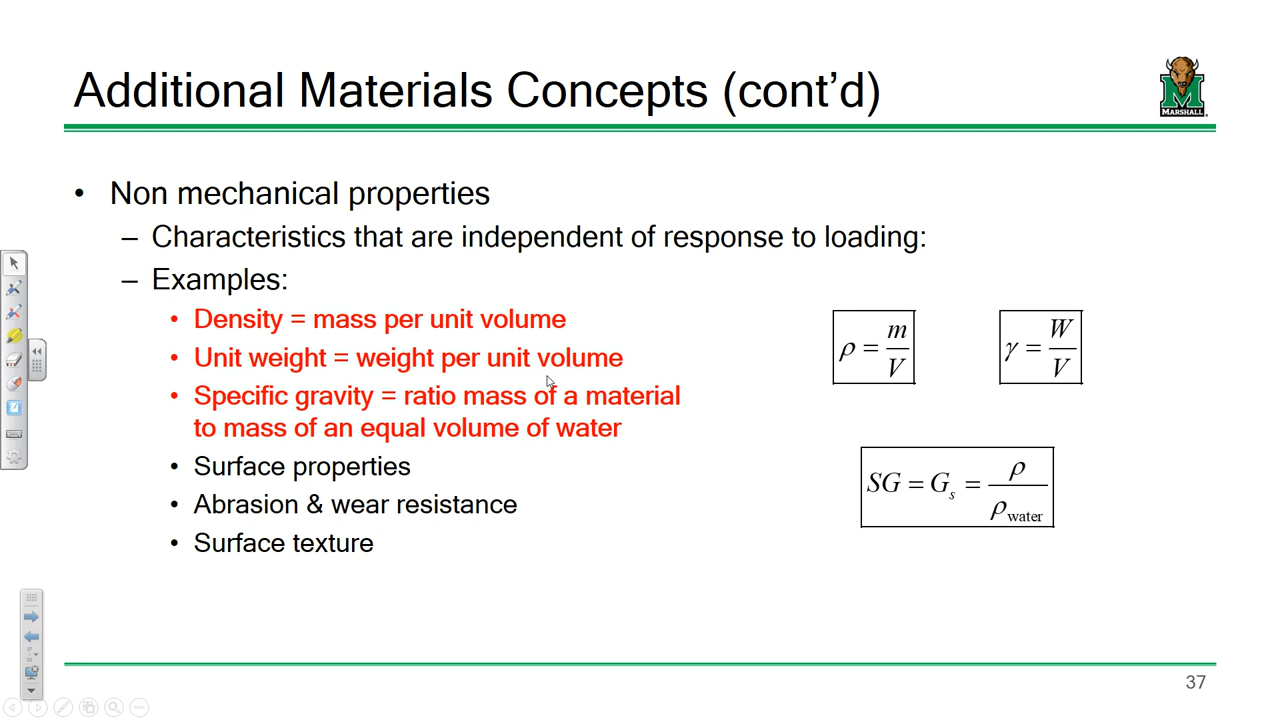 Additional Materials Concepts (cont’d)
MARSHALL
• Non mechanical properties
– Characteristics that are independent of response to loading:
– Examples:
• Density = mass per unit volume
• Unit weight = weight per unit volume
• Specific gravity = ratio mass of a material
to mass of an equal volume of water
• Surface properties
• Abrasion & wear resistance
• Surface texture
ρ = m / V
γ = W / V
SG = G_s = ρ / ρ_water
37